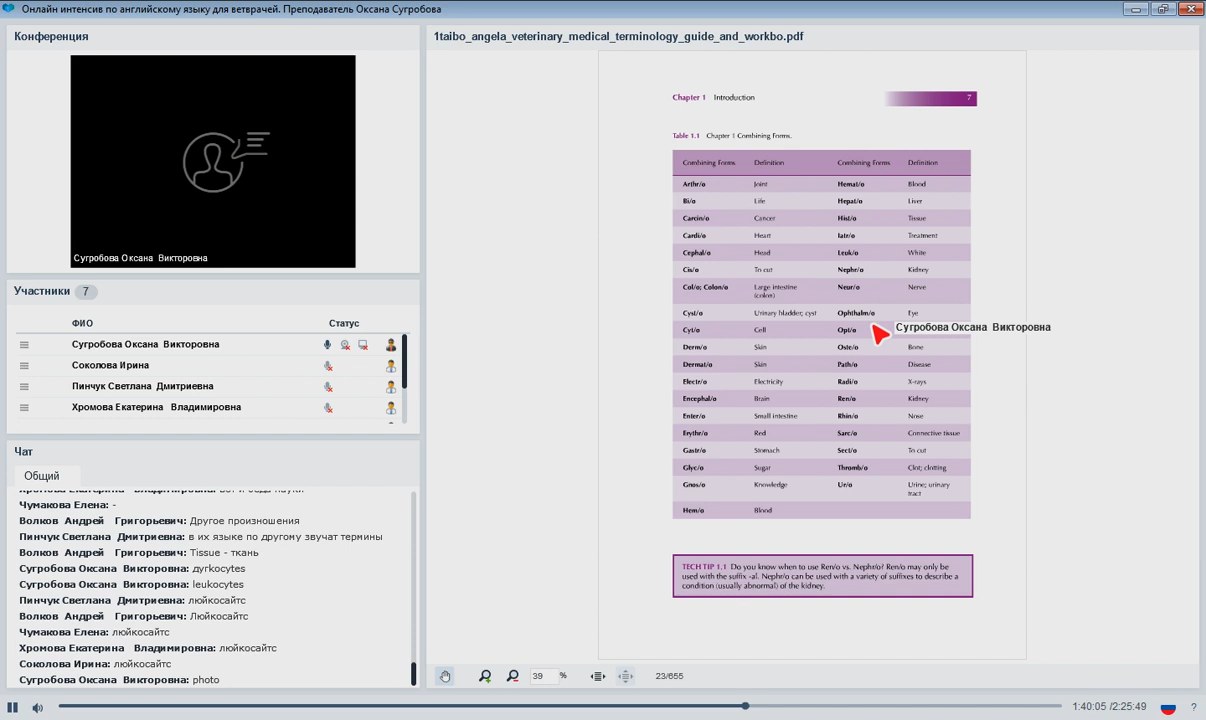 Онлайн интенсив по английскому языку для ветврачей. Преподаватель Оксана Сугробова
Конференция
Сугробова Оксана Викторовна
Участники 7
ФИО Статус
Сугробова Оксана Викторовна
Соколова Ирина
Пинчук Светлана Дмитриевна
Хромова Екатерина Владимировна
Чат
Общий
Хромова Екатерина Владимировна:
Чумакова Елена: -
Волков Андрей Григорьевич: Другое произношения
Пинчук Светлана Дмитриевна: в их языке по другому звучат термины
Волков Андрей Григорьевич: Tissue - ткань
Сугробова Оксана Викторовна: дуrkocytes
Сугробова Оксана Викторовна: leukocytes
Пинчук Светлана Дмитриевна: люйкосайтс
Волков Андрей Григорьевич: Люйкосайтс
Чумакова Елена: люйкосайтс
Хромова Екатерина Владимировна: люйкосайтс
Соколова Ирина: люйкосайтс
Сугробова Оксана Викторовна: photo
1taibo_angela_veterinary_medical_terminology_guide_and_workbo.pdf
Chapter 1 Introduction 7
Table 1.1 Chapter 1 Combining Forms.
Combining Forms Definition Combining Forms Definition
Arthr/o Joint Hemat/o Blood
Bi/o Life Hepat/o Liver
Carcin/o Cancer Hist/o Tissue
Cardi/o Heart Iatr/o Treatment
Cephal/o Head Leuk/o White
Cis/o To cut Nephr/o Kidney
Col/o; Colon/o Large intestine Neur/o Nerve
(colon)
Cyst/o Urinary bladder; cyst Ophthalm/o Eye
Cyt/o Cell Opt/o
Сугробова Оксана Викторовна
Derm/o Skin Oste/o Bone
Dermat/o Skin Path/o Disease
Electr/o Electricity Radi/o X-rays
Encephal/o Brain Ren/o Kidney
Enter/o Small intestine Rhin/o Nose
Erythr/o Red Sarc/o Connective tissue
Gastr/o Stomach Sect/o To cut
Glyc/o Sugar Thromb/o Clot; clotting
Gnos/o Knowledge Ur/o Urine; urinary
tract
Hem/o Blood
TECH TIP 1.1 Do you know when to use Ren/o vs. Nephr/o? Ren/o may only be
used with the suffix -al. Nephr/o can be used with a variety of suffixes to describe a
condition (usually abnormal) of the kidney.
39 % 23/655
1:40:05 /2:25:49 ?